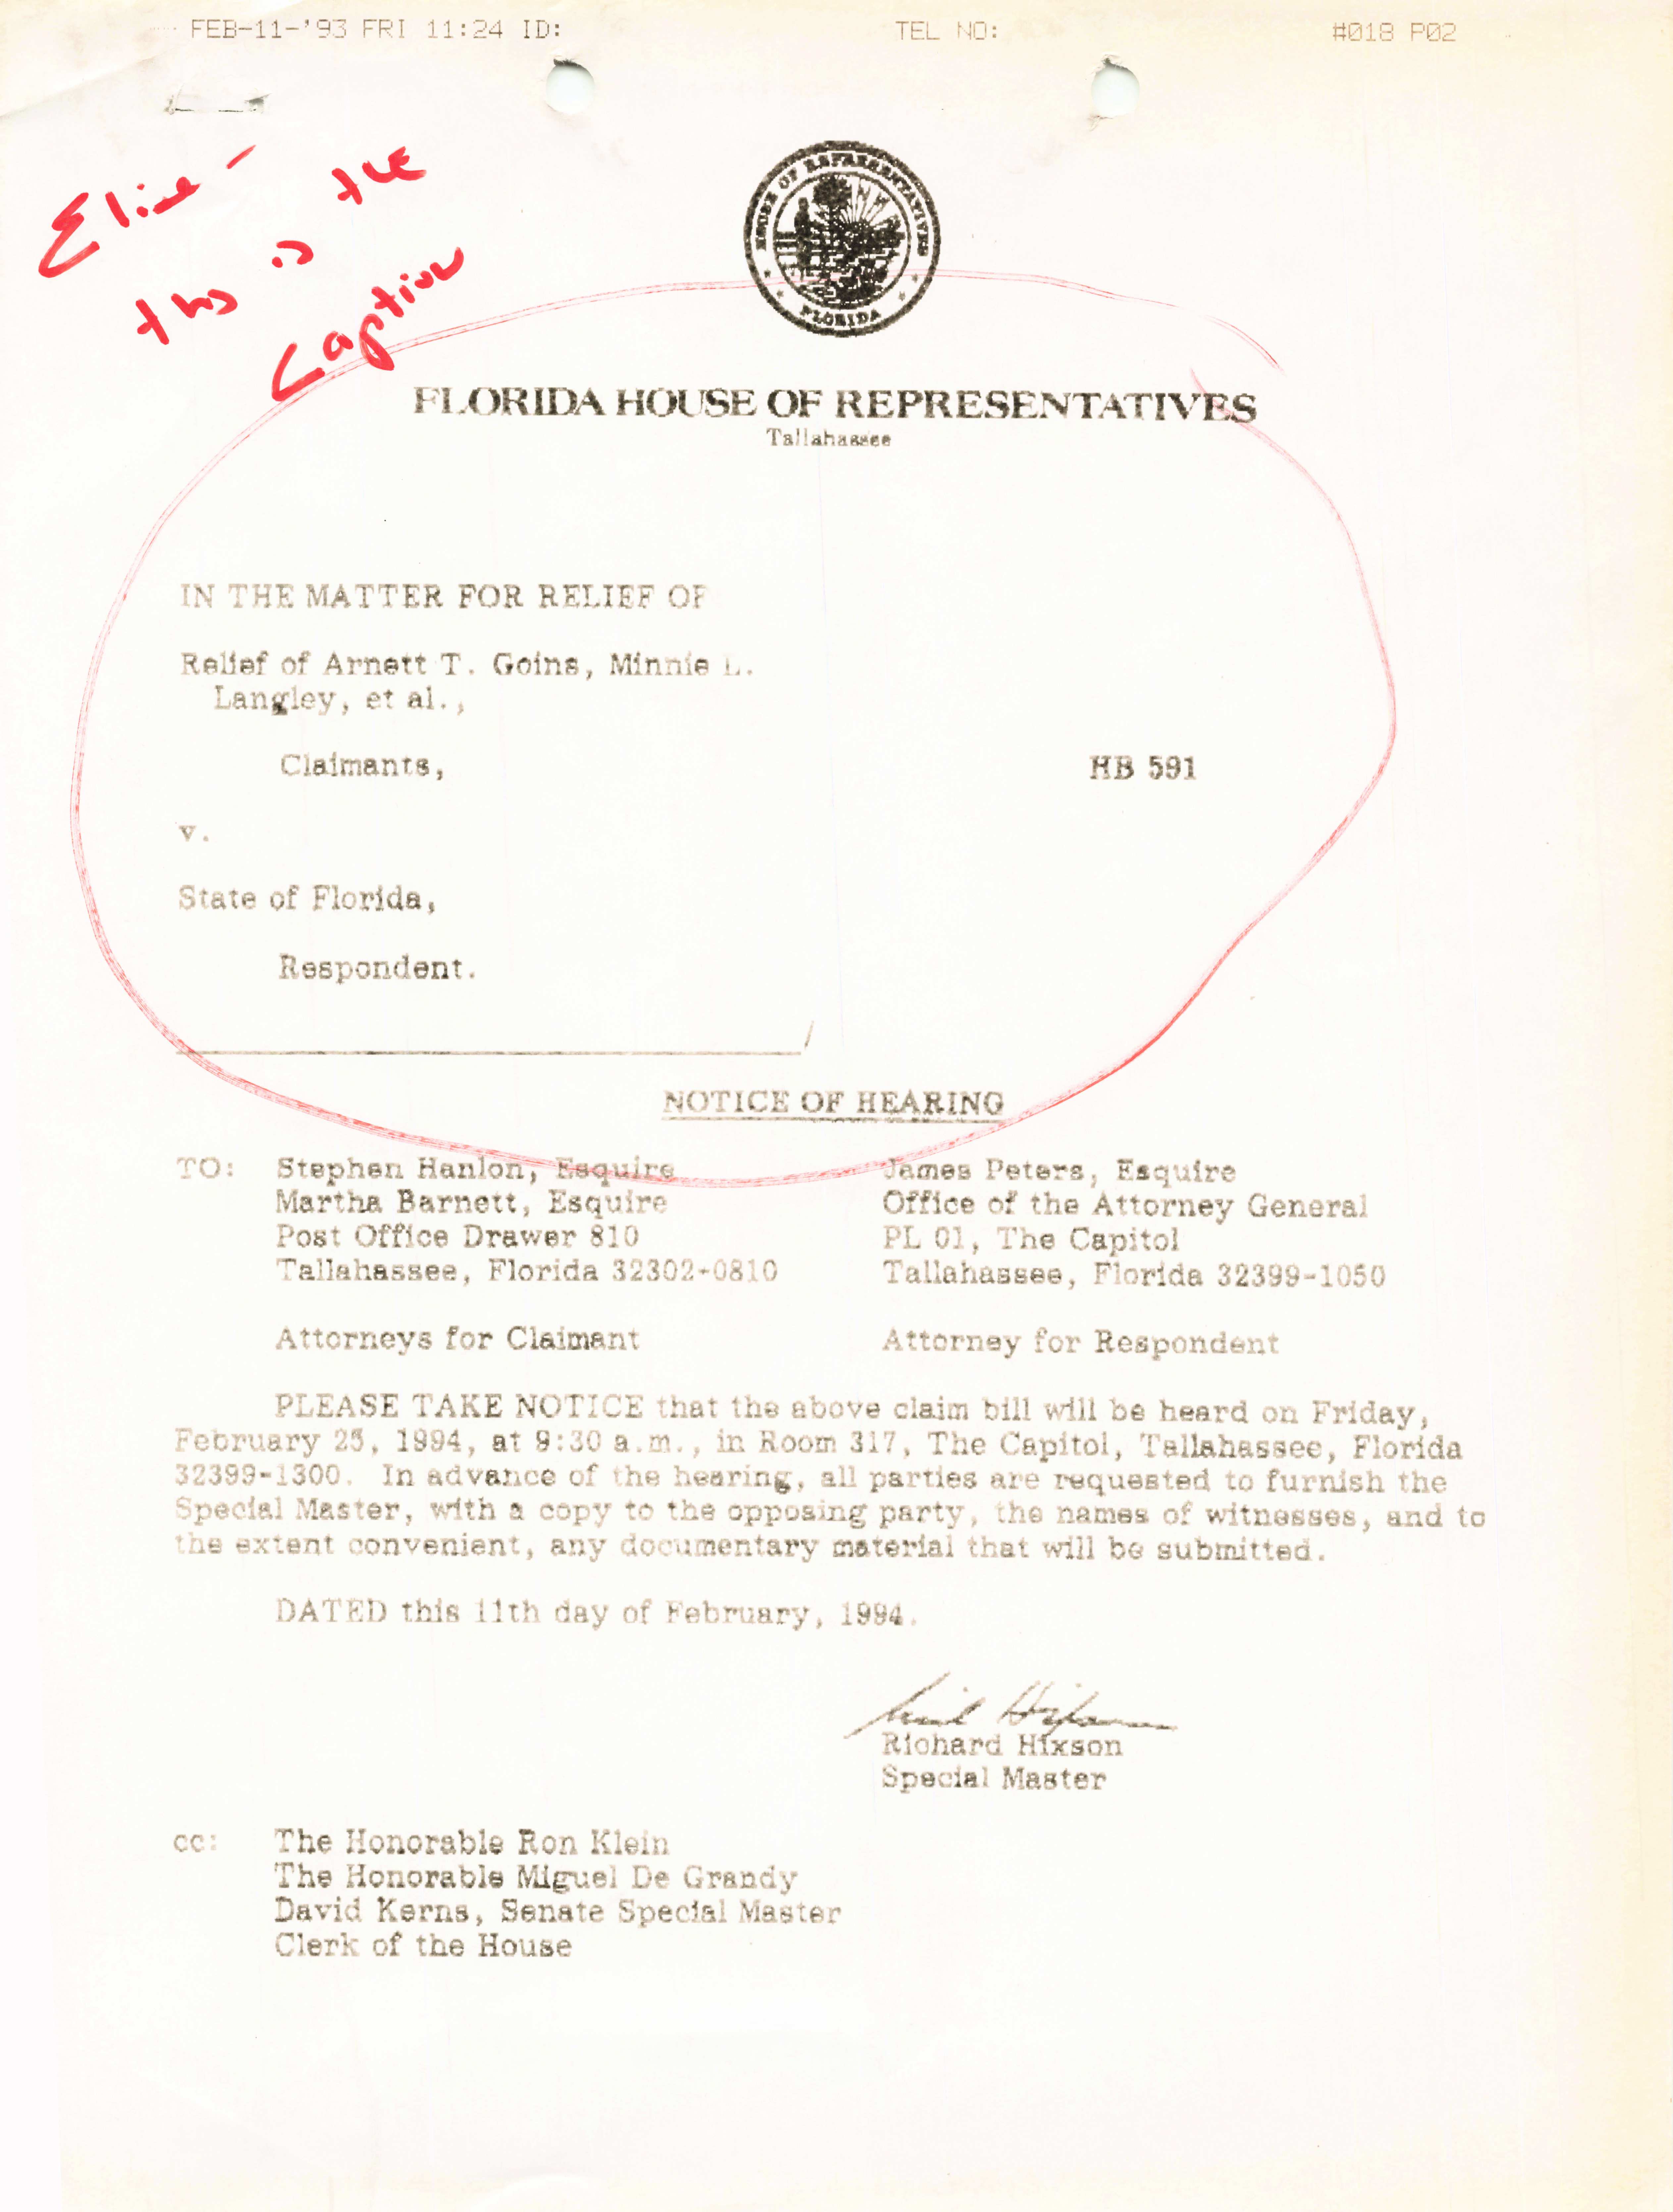 FEB-11-'93 FRI 11:24 ID: TEL NO: #018 P02
this is the
Caption
HOUSE OF REPRESENTATIVES
FLORIDA
FLORIDA HOUSE OF REPRESENTATIVES
Tallahassee
IN THE MATTER FOR RELIEF OF
Relief of Arnett T. Goins, Minnie L.
Langley, et al.,
Claimants, HB 591
v.
State of Florida,
Respondent.
/
NOTICE OF HEARING
TO: Stephen Hanlon, Esquire James Peters, Esquire
Martha Barnett, Esquire Office of the Attorney General
Post Office Drawer 810 PL 01, The Capitol
Tallahassee, Florida 32302-0810 Tallahassee, Florida 32399-1050
Attorneys for Claimant Attorney for Respondent
PLEASE TAKE NOTICE that the above claim bill will be heard on Friday,
February 25, 1994, at 9:30 a.m., in Room 317, The Capitol, Tallahassee, Florida
32399-1300. In advance of the hearing, all parties are requested to furnish the
Special Master, with a copy to the opposing party, the names of witnesses, and to
the extent convenient, any documentary material that will be submitted.
DATED this 11th day of February, 1994.
Richard Hixson
Special Master
cc: The Honorable Ron Klein
The Honorable Miguel De Grandy
David Kerns, Senate Special Master
Clerk of the House